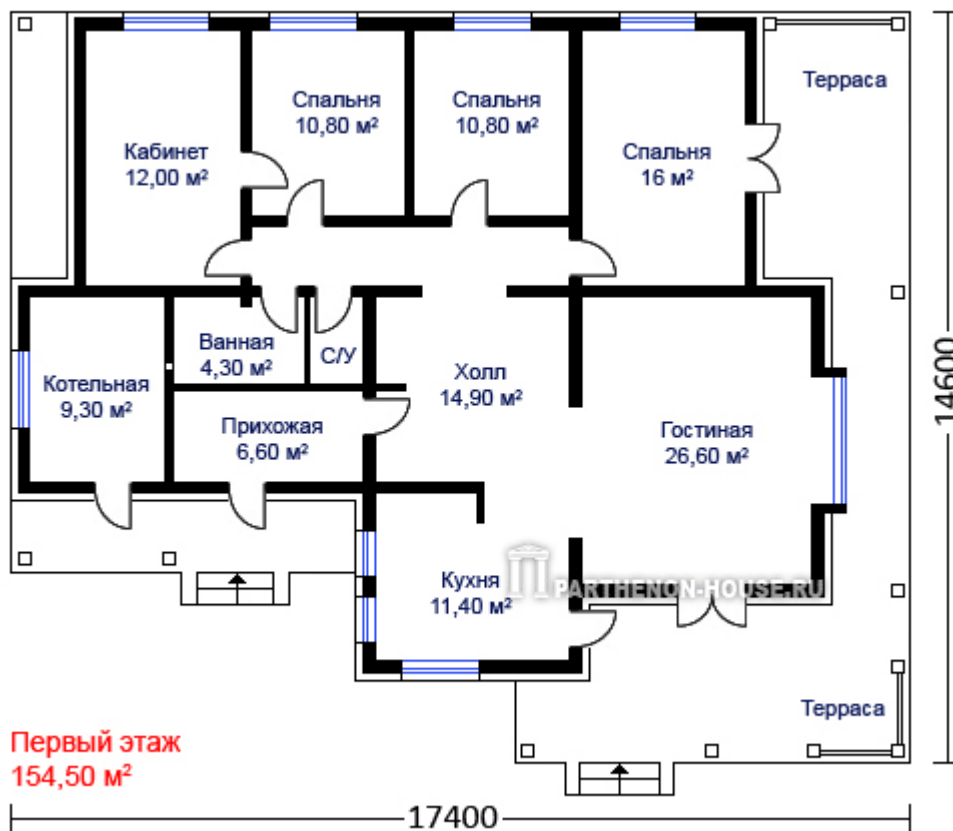 Терраса
Спальня
10,80 м²
Спальня
10,80 м²
Кабинет
12,00 м²
Спальня
16 м²
Ванная
4,30 м²
С/У
Котельная
9,30 м²
Холл
14,90 м²
Прихожая
6,60 м²
Гостиная
26,60 м²
14600
Кухня
11,40 м²
PARTHENON-HOUSE.RU
Терраса
Первый этаж
154,50 м²
17400